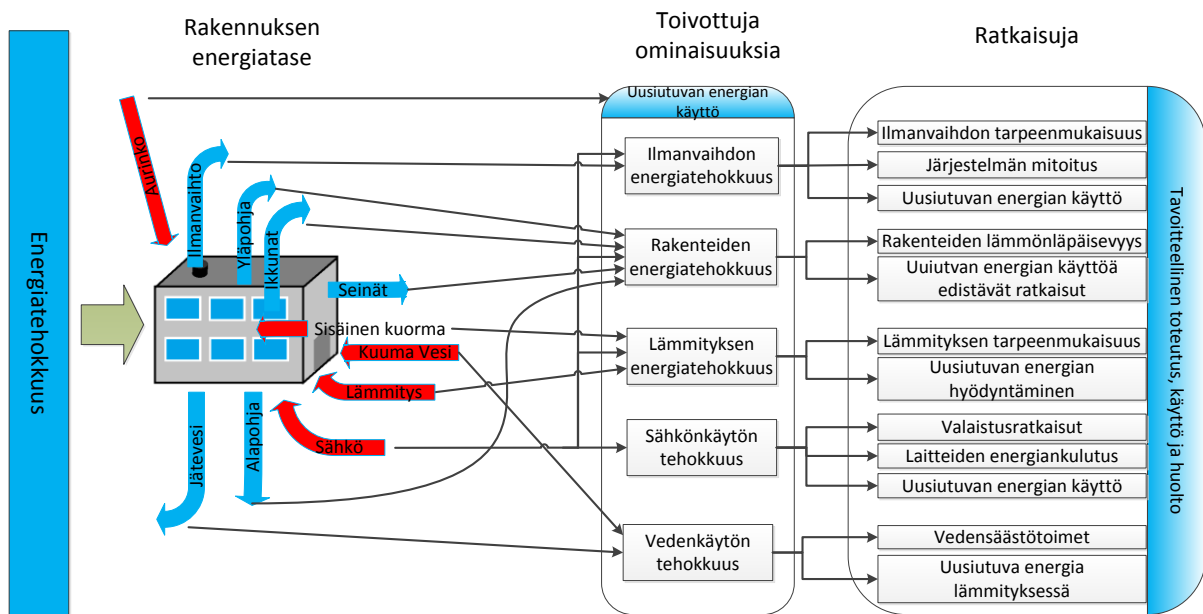 Rakennuksen
energiatase
Toivottuja
ominaisuuksia
Ratkaisuja
Energiatehokkuus
Aurinko
Ilmanvaihto
Yläpohja
Ikkunat
Seinät
Sisäinen kuorma
Kuuma Vesi
Lämmitys
Sähkö
Alapohja
Jätevesi
Uusiutuvan energian
käyttö
Ilmanvaihdon
energiatehokkuus
Rakenteiden
energiatehokkuus
Lämmityksen
energiatehokkuus
Sähkönkäytön
tehokkuus
Vedenkäytön
tehokkuus
Ilmanvaihdon tarpeenmukaisuus
Järjestelmän mitoitus
Uusiutuvan energian käyttö
Rakenteiden lämmönläpäisevyys
Uuiutvan energian käyttöä
edistävät ratkaisut
Lämmityksen tarpeenmukaisuus
Uusiutuvan energian
hyödyntäminen
Valaistusratkaisut
Laitteiden energiankulutus
Uusiutuvan energian käyttö
Vedensäästötoimet
Uusiutuva energia
lämmityksessä
Tavoitteellinen toteutus, käyttö ja huolto